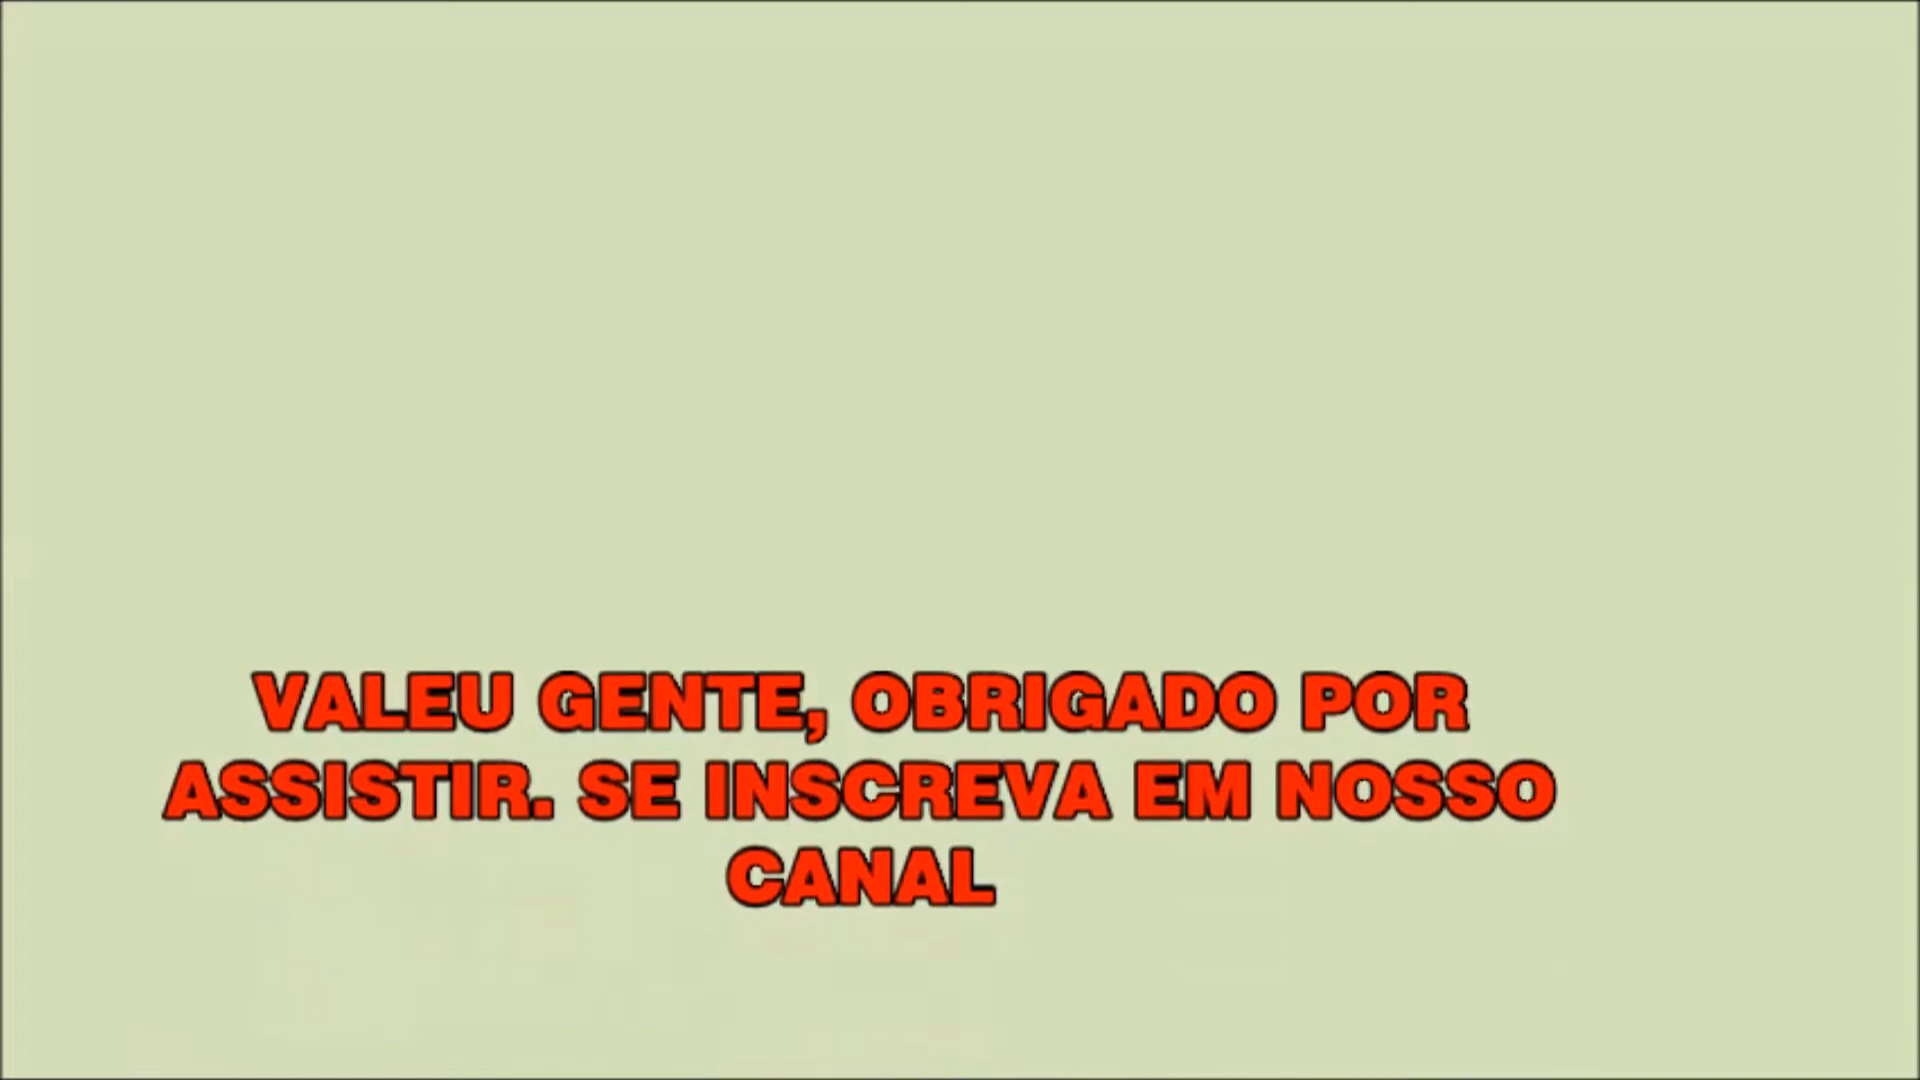 VALEU GENTE, OBRIGADO POR
ASSISTIR. SE INSCREVA EM NOSSO
CANAL